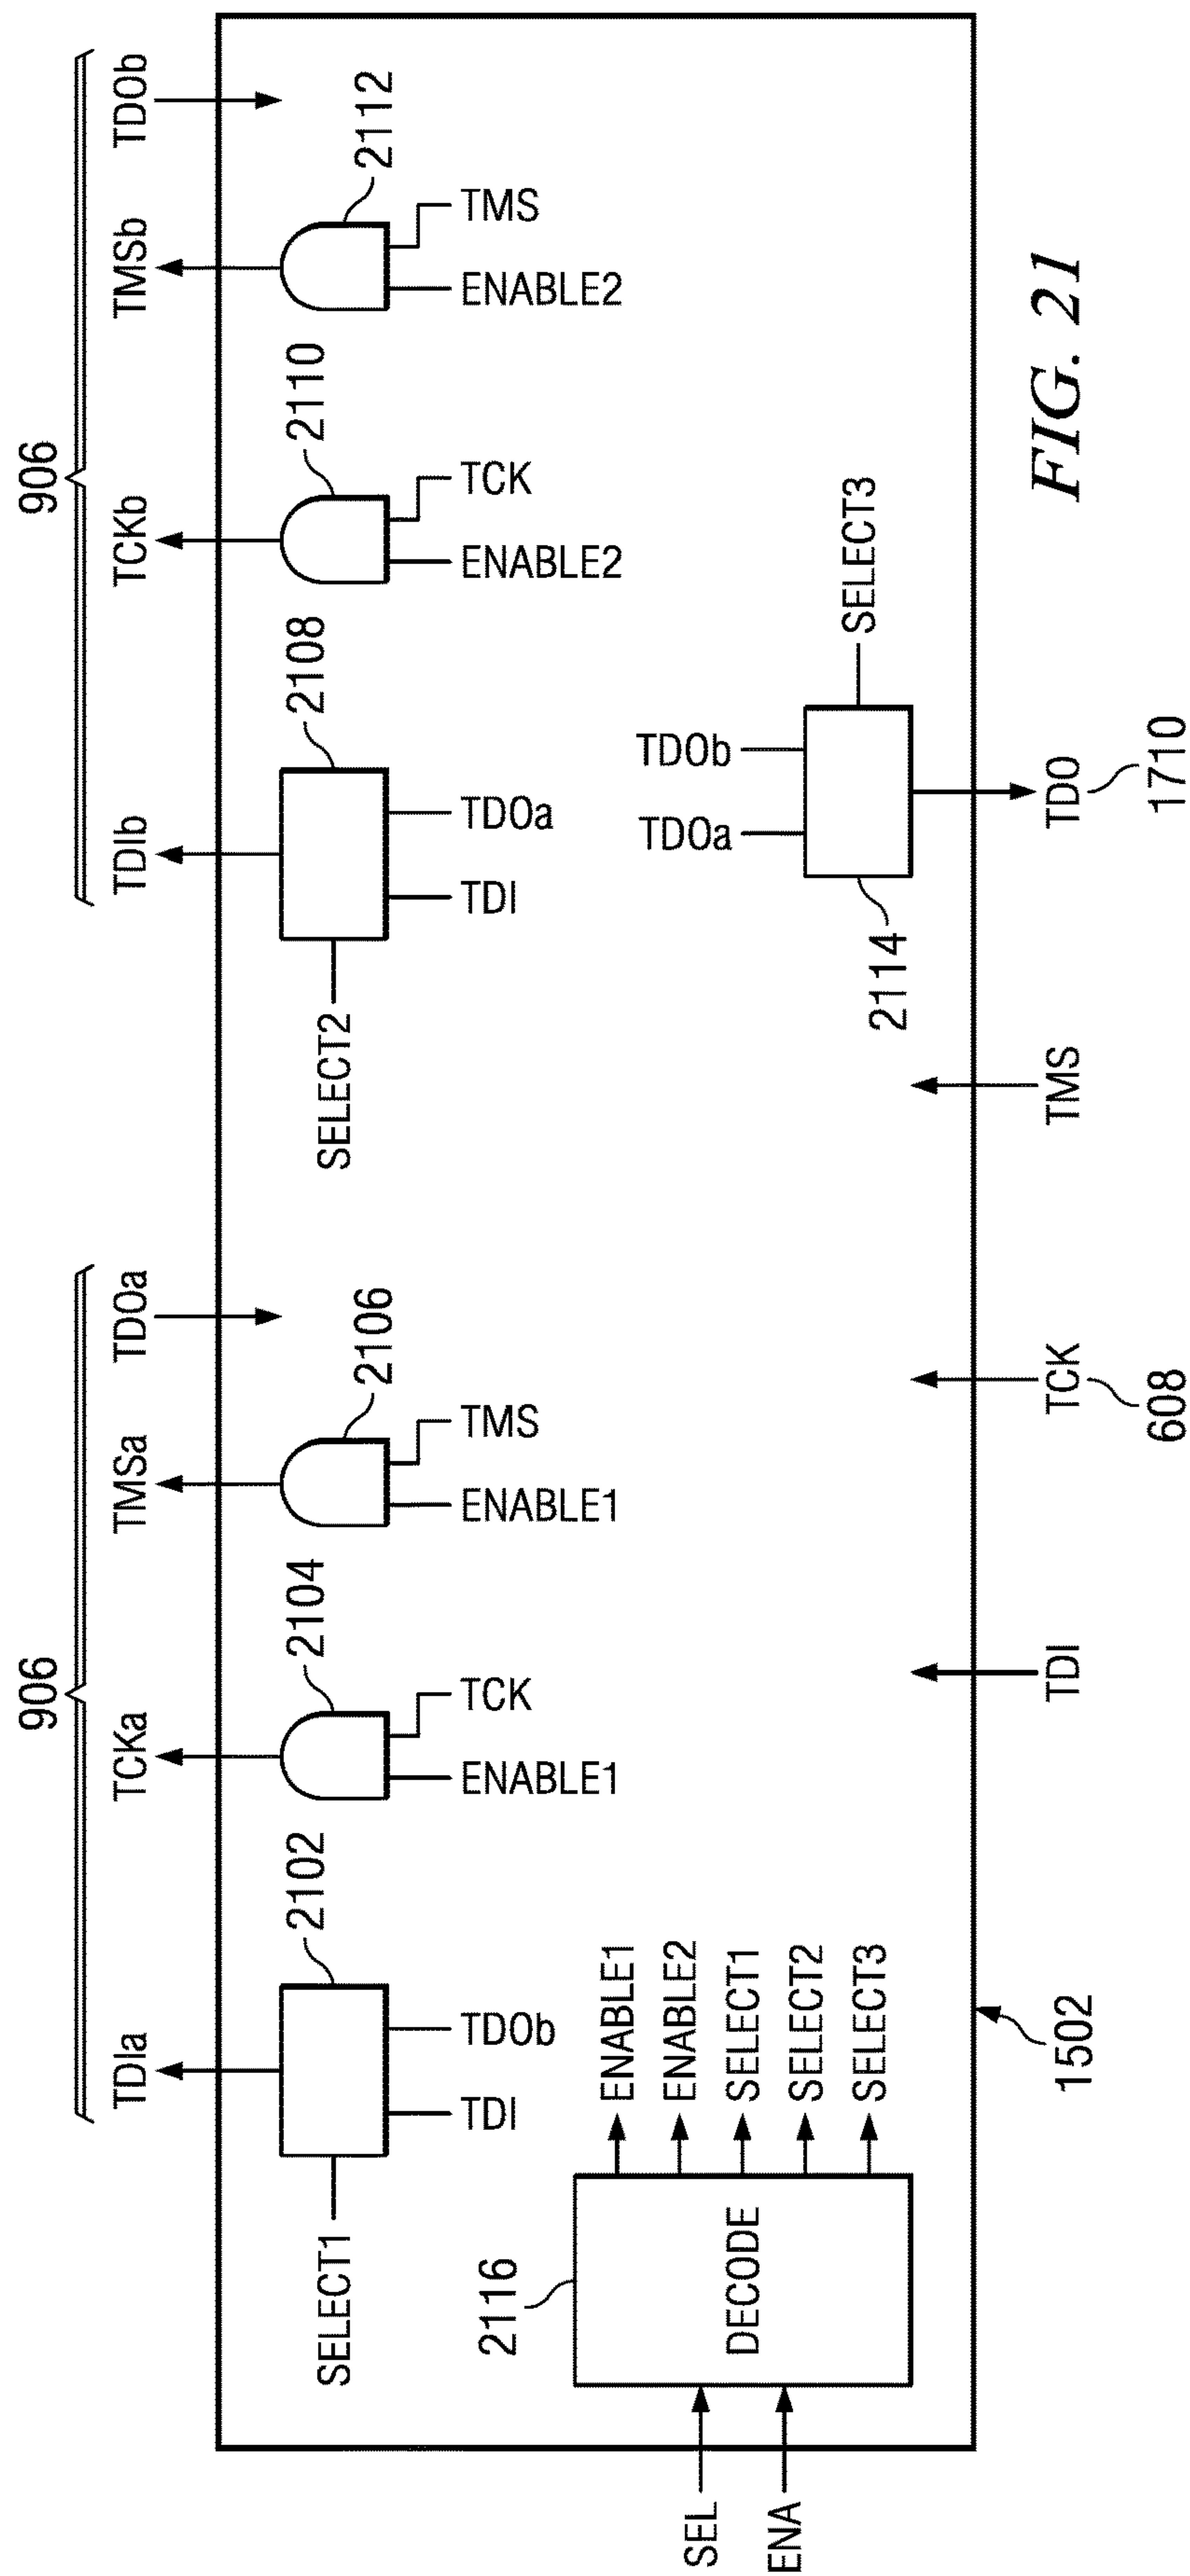 906
906
TDIa
TCKa
TMSa
TDOa
TDIb
TCKb
TMSb
TDOb
2102
2104
2106
2108
2110
2112
SELECT1
TDI
TDOb
ENABLE1
TCK
ENABLE1
TMS
SELECT2
TDI
TDOa
ENABLE2
TCK
ENABLE2
TMS
2116
DECODE
SEL
ENA
ENABLE1
ENABLE2
SELECT1
SELECT2
SELECT3
TDOa
TDOb
SELECT3
2114
1502
TDI
TCK
608
TMS
TDO
1710
FIG. 21